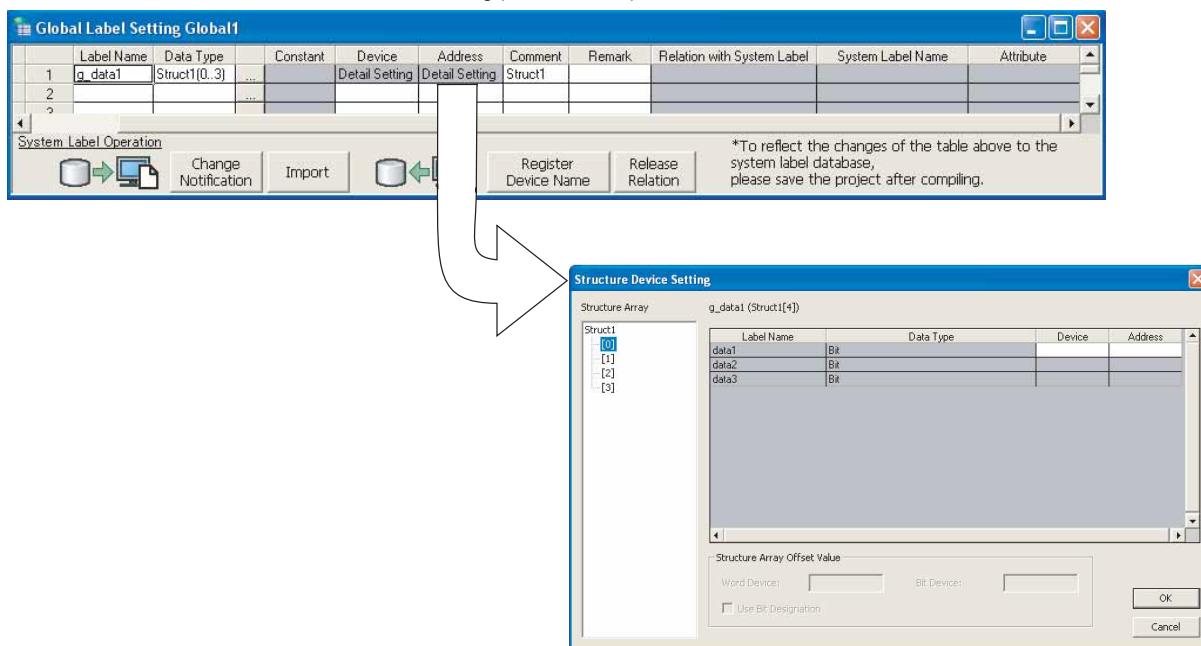 Global Label Setting Global1
Label Name Data Type Constant Device Address Comment Remark Relation with System Label System Label Name Attribute
1 g_data1 Struct1(0..3) ... Detail Setting Detail Setting Struct1
2 ...
System Label Operation
Change Notification
Import
Register Device Name
Release Relation
*To reflect the changes of the table above to the
system label database,
please save the project after compiling.
Structure Device Setting
Structure Array g_data1 (Struct1[4])
Struct1
[0]
[1]
[2]
[3]
Label Name Data Type Device Address
data1 Bit
data2 Bit
data3 Bit
Structure Array Offset Value
Word Device: Bit Device:
Use Bit Designation
OK
Cancel